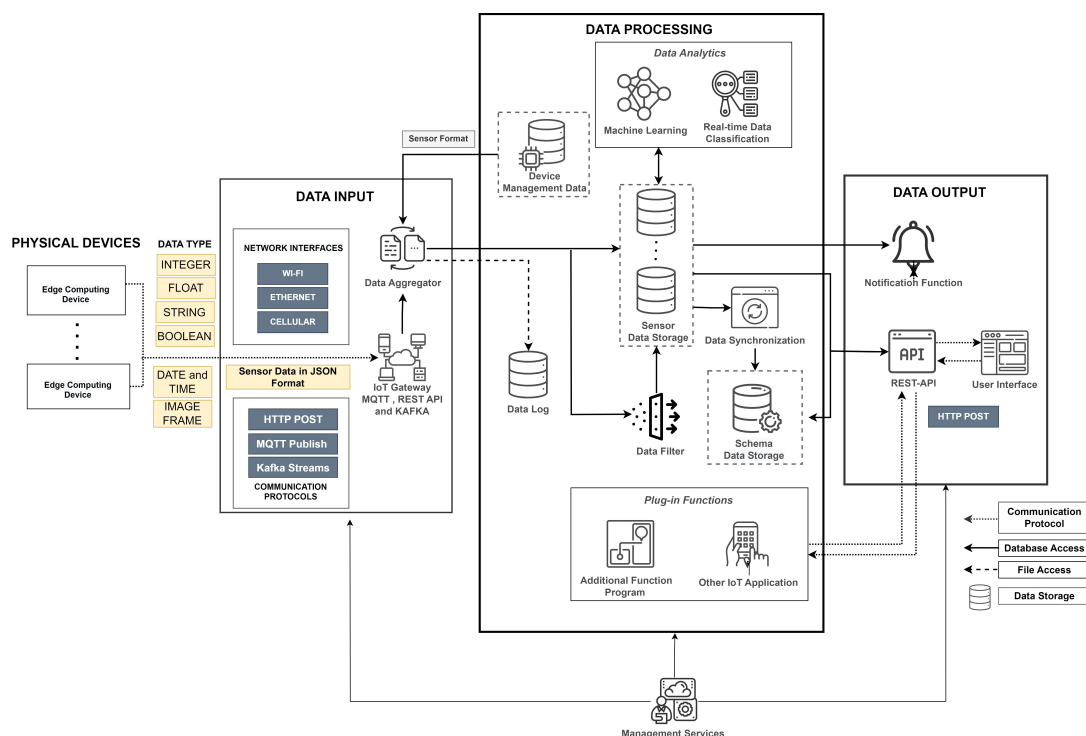 DATA PROCESSING
Data Analytics
Machine Learning
Real-time Data
Classification
Sensor Format
Device
Management Data
DATA INPUT
DATA OUTPUT
PHYSICAL DEVICES
DATA TYPE
INTEGER
FLOAT
STRING
BOOLEAN
DATE and
TIME
IMAGE
FRAME
Edge Computing
Device
Edge Computing
Device
NETWORK INTERFACES
WI-FI
ETHERNET
CELLULAR
Sensor Data in JSON
Format
HTTP POST
MQTT Publish
Kafka Streams
COMMUNICATION
PROTOCOLS
Data Aggregator
IoT Gateway
MQTT , REST API
and KAFKA
Data Log
Sensor
Data Storage
Data Synchronization
Data Filter
Schema
Data Storage
Plug-in Functions
Additional Function
Program
Other IoT Application
Notification Function
API
REST-API
User Interface
HTTP POST
Communication
Protocol
Database Access
File Access
Data Storage
Management Services